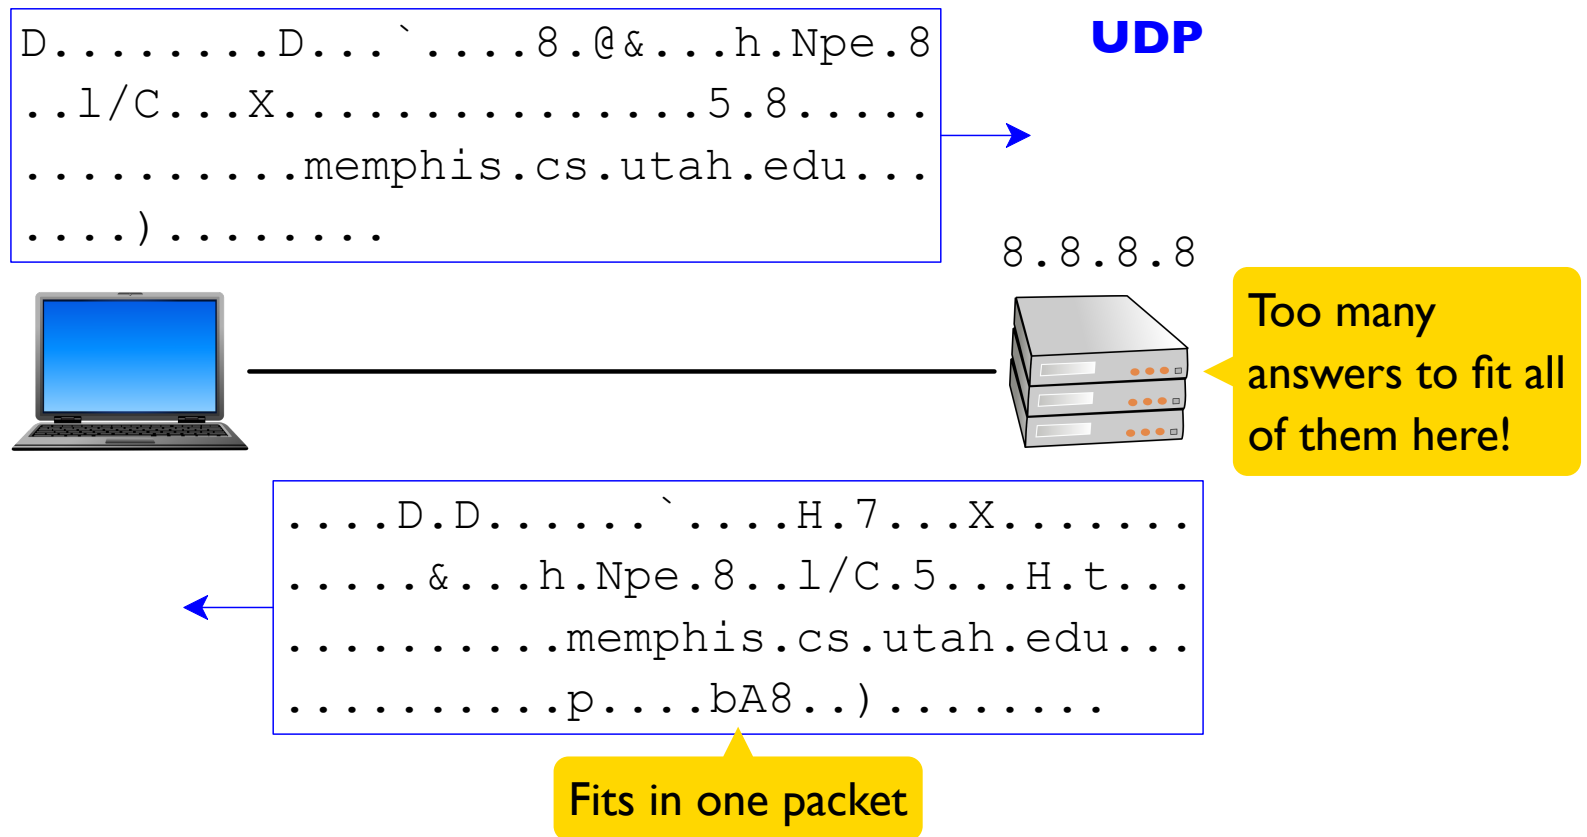 D........D...`....8.@&...h.Npe.8
..l/C...X...............5.8.....
..........memphis.cs.utah.edu...
....)........
UDP
8.8.8.8
Too many
answers to fit all
of them here!
....D.D......`....H.7...X.......
.....&...h.Npe.8..l/C.5...H.t...
..........memphis.cs.utah.edu...
..........p....bA8..)........
Fits in one packet